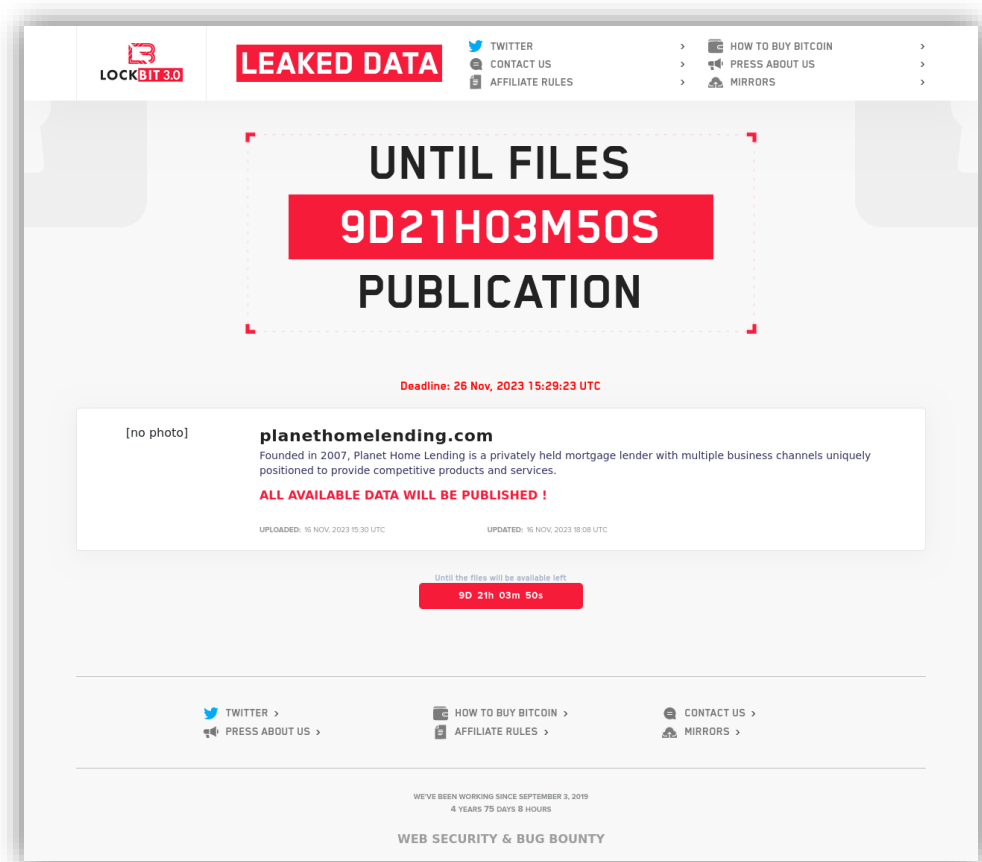 LOCKBIT 3.0
LEAKED DATA
TWITTER >
CONTACT US >
AFFILIATE RULES >
HOW TO BUY BITCOIN >
PRESS ABOUT US >
MIRRORS >
UNTIL FILES
9D21H03M50S
PUBLICATION
Deadline: 26 Nov, 2023 15:29:23 UTC
[no photo]
planethomelending.com
Founded in 2007, Planet Home Lending is a privately held mortgage lender with multiple business channels uniquely
positioned to provide competitive products and services.
ALL AVAILABLE DATA WILL BE PUBLISHED !
UPLOADED: 16 NOV, 2023 15:30 UTC UPDATED: 16 NOV, 2023 18:08 UTC
Until the files will be available left
9D 21h 03m 50s
TWITTER > HOW TO BUY BITCOIN > CONTACT US >
PRESS ABOUT US > AFFILIATE RULES > MIRRORS >
WE'VE BEEN WORKING SINCE SEPTEMBER 3, 2019
4 YEARS 75 DAYS 8 HOURS
WEB SECURITY & BUG BOUNTY